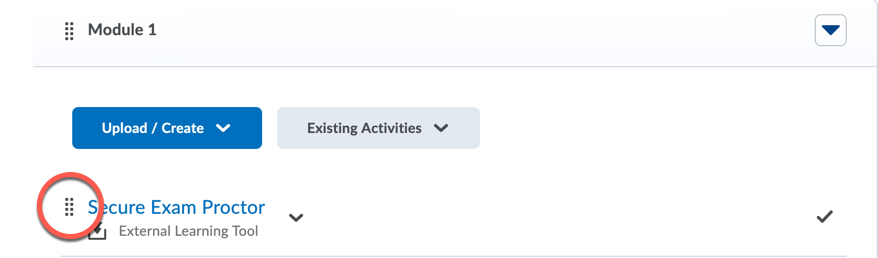 Module 1
Upload / Create
Existing Activities
Secure Exam Proctor
External Learning Tool